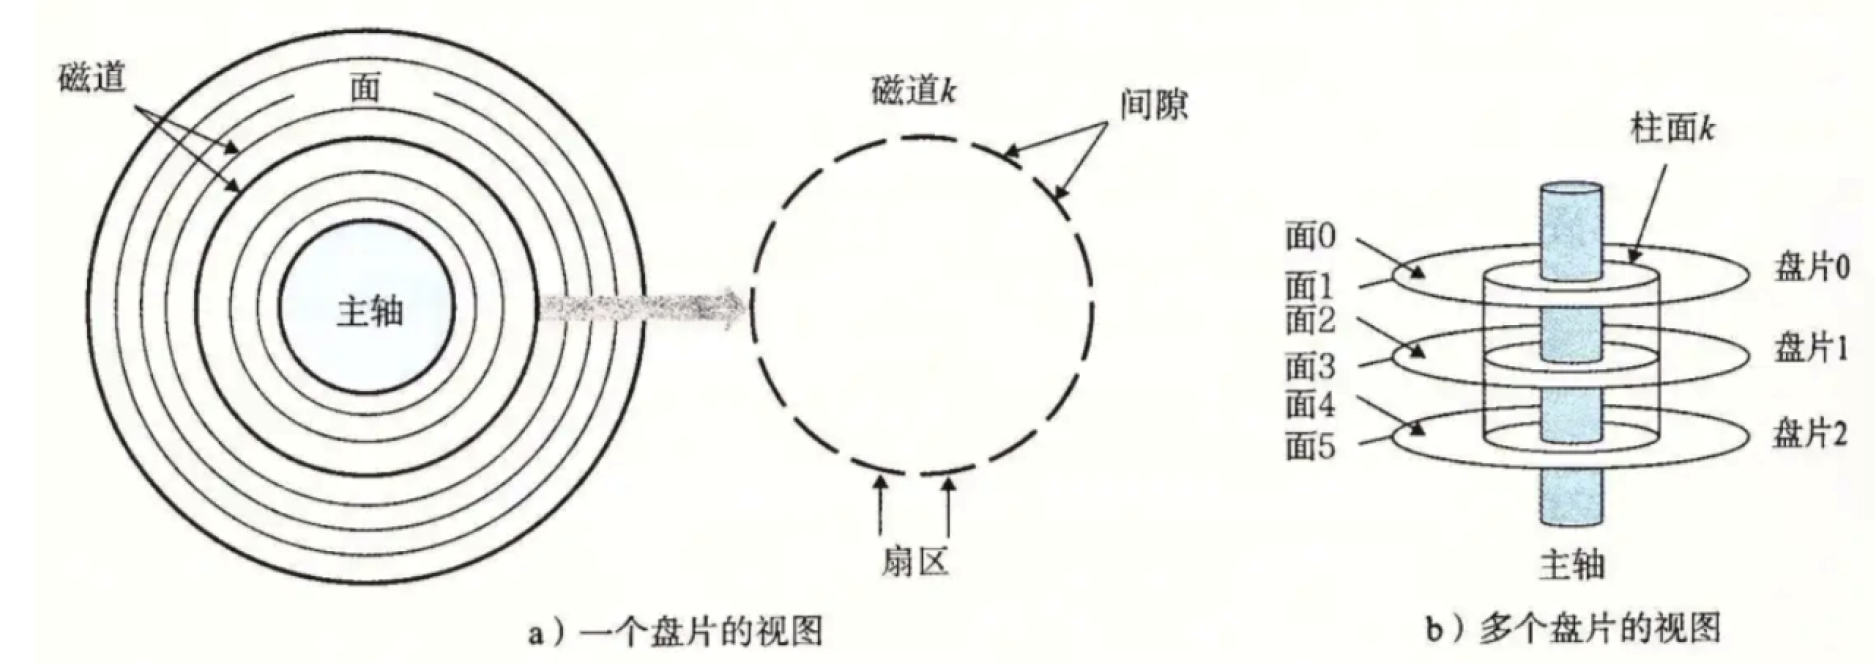 磁道
面
主轴
磁道k
间隙
扇区
a）一个盘片的视图
柱面k
面0
面1
面2
面3
面4
面5
盘片0
盘片1
盘片2
主轴
b）多个盘片的视图